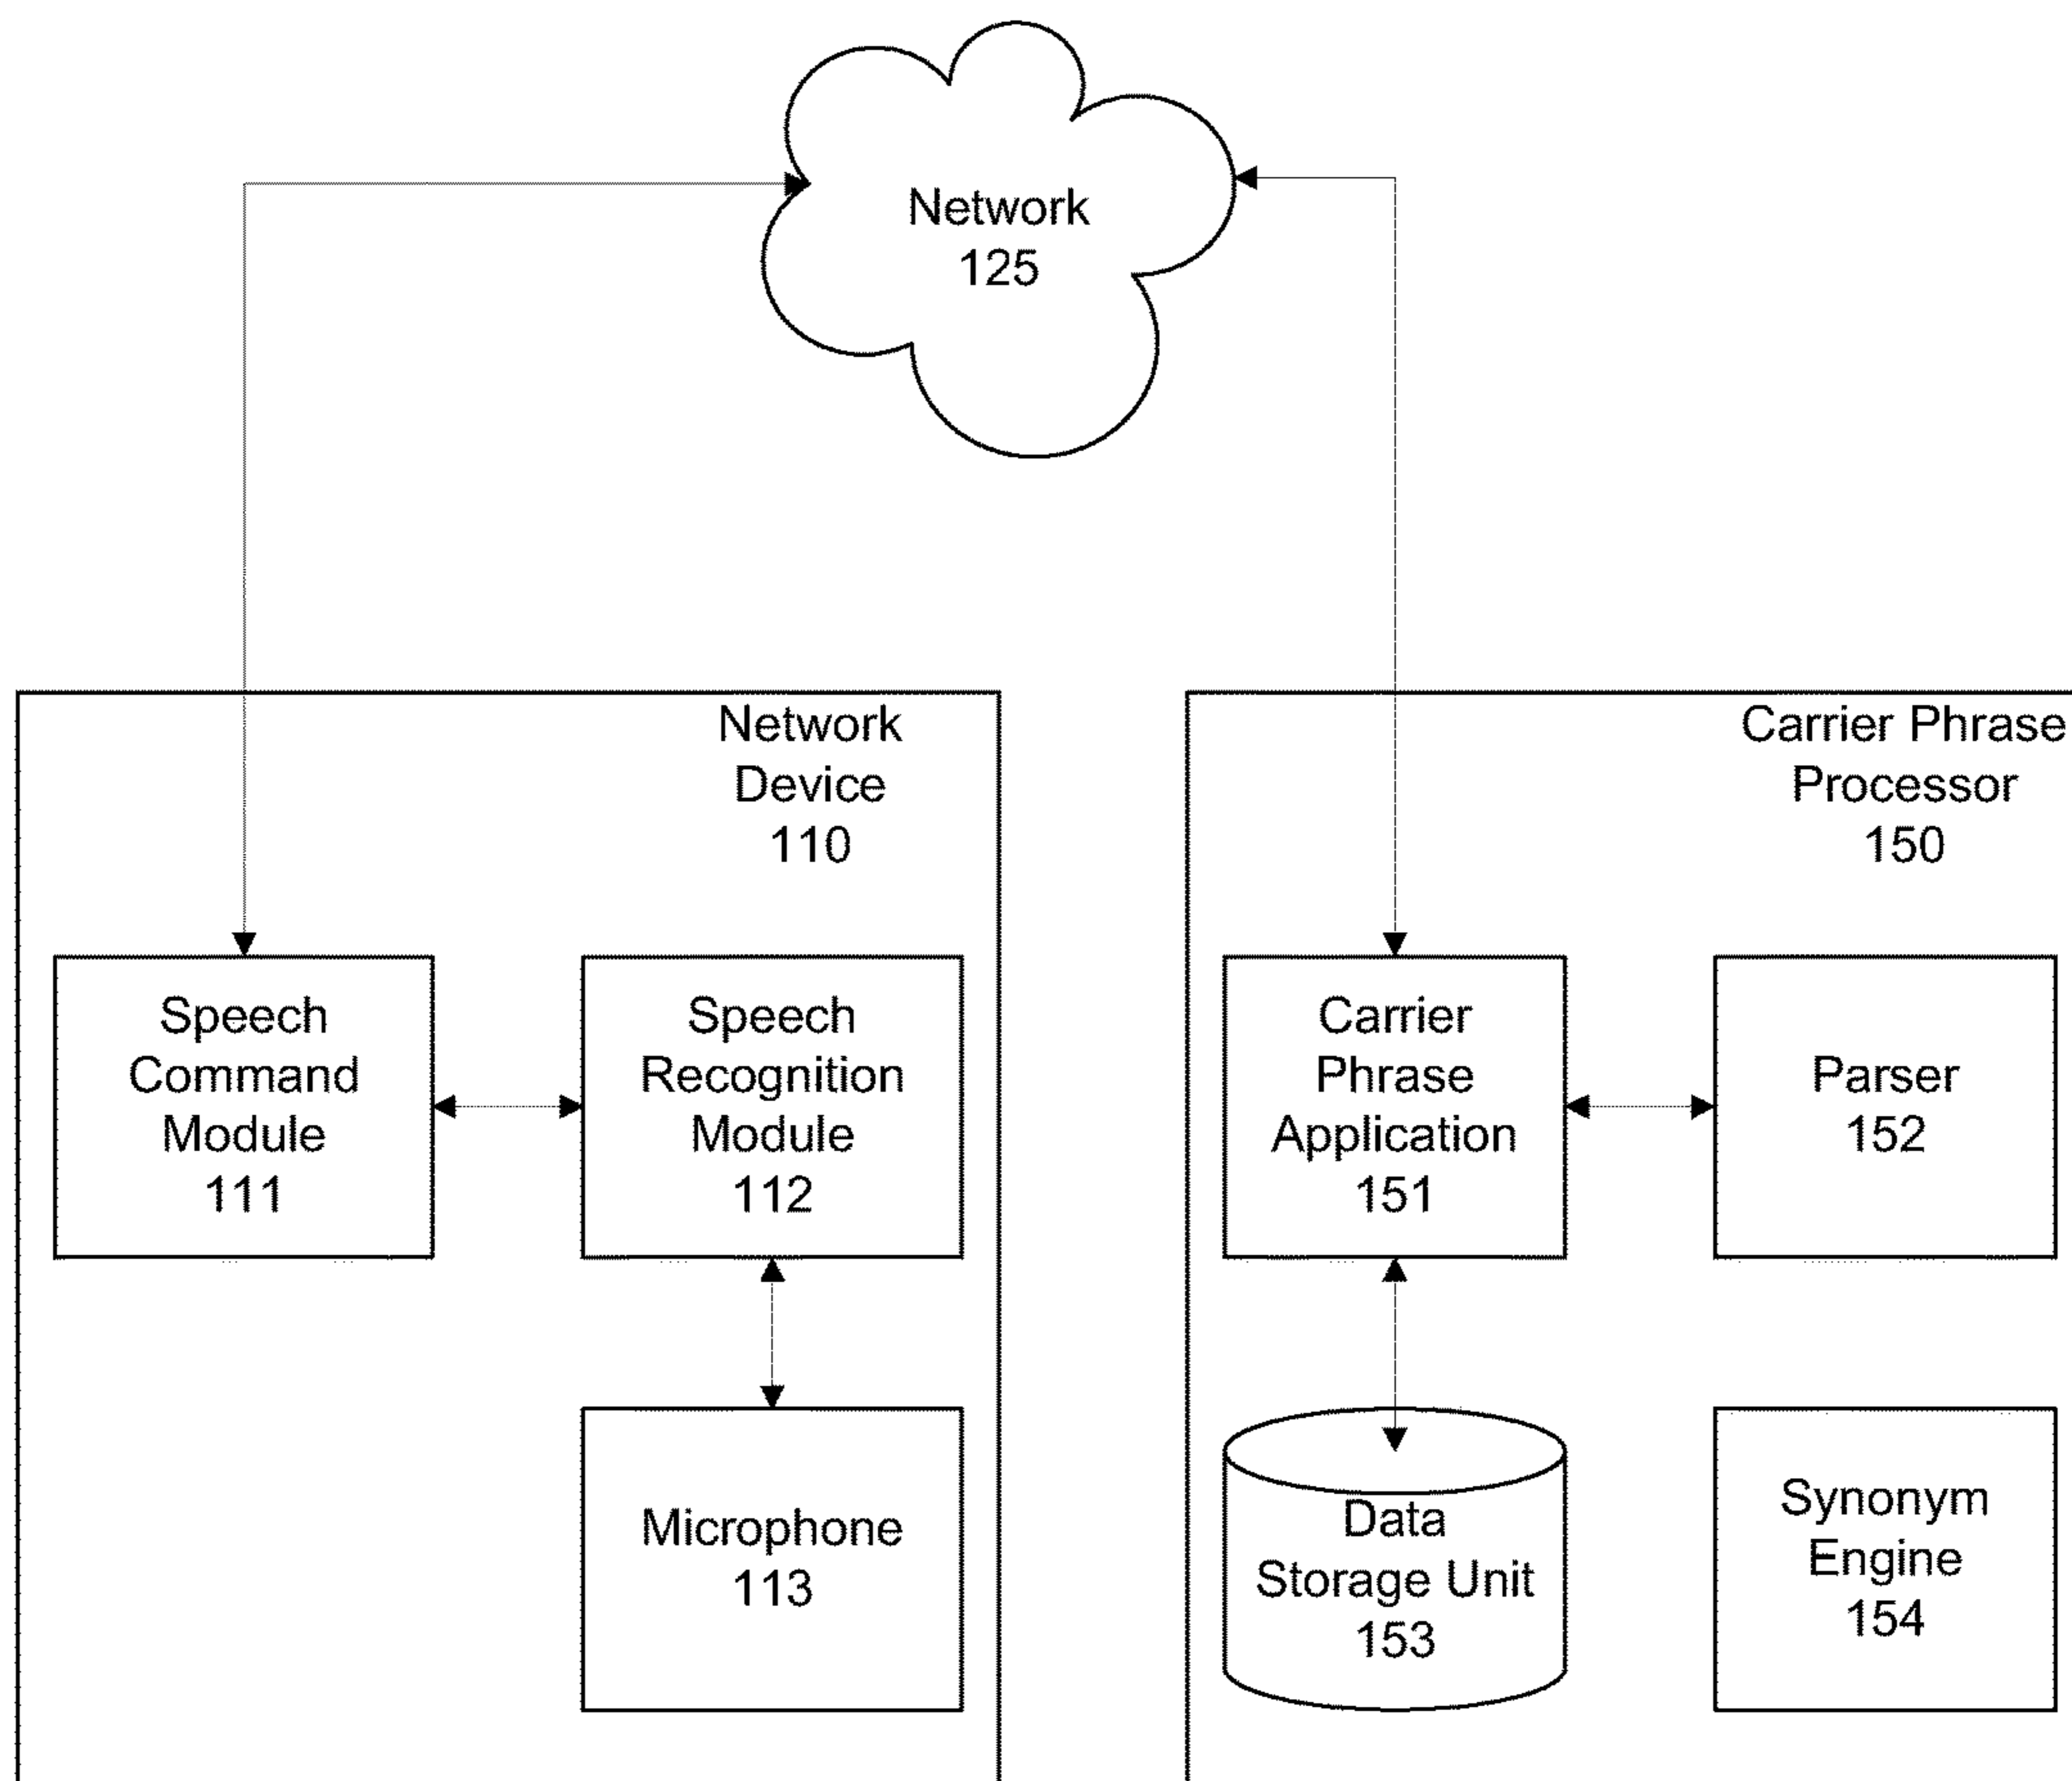 Network
125
Network
Device
110
Carrier Phrase
Processor
150
Speech
Command
Module
111
Speech
Recognition
Module
112
Carrier
Phrase
Application
151
Parser
152
Microphone
113
Data
Storage Unit
153
Synonym
Engine
154